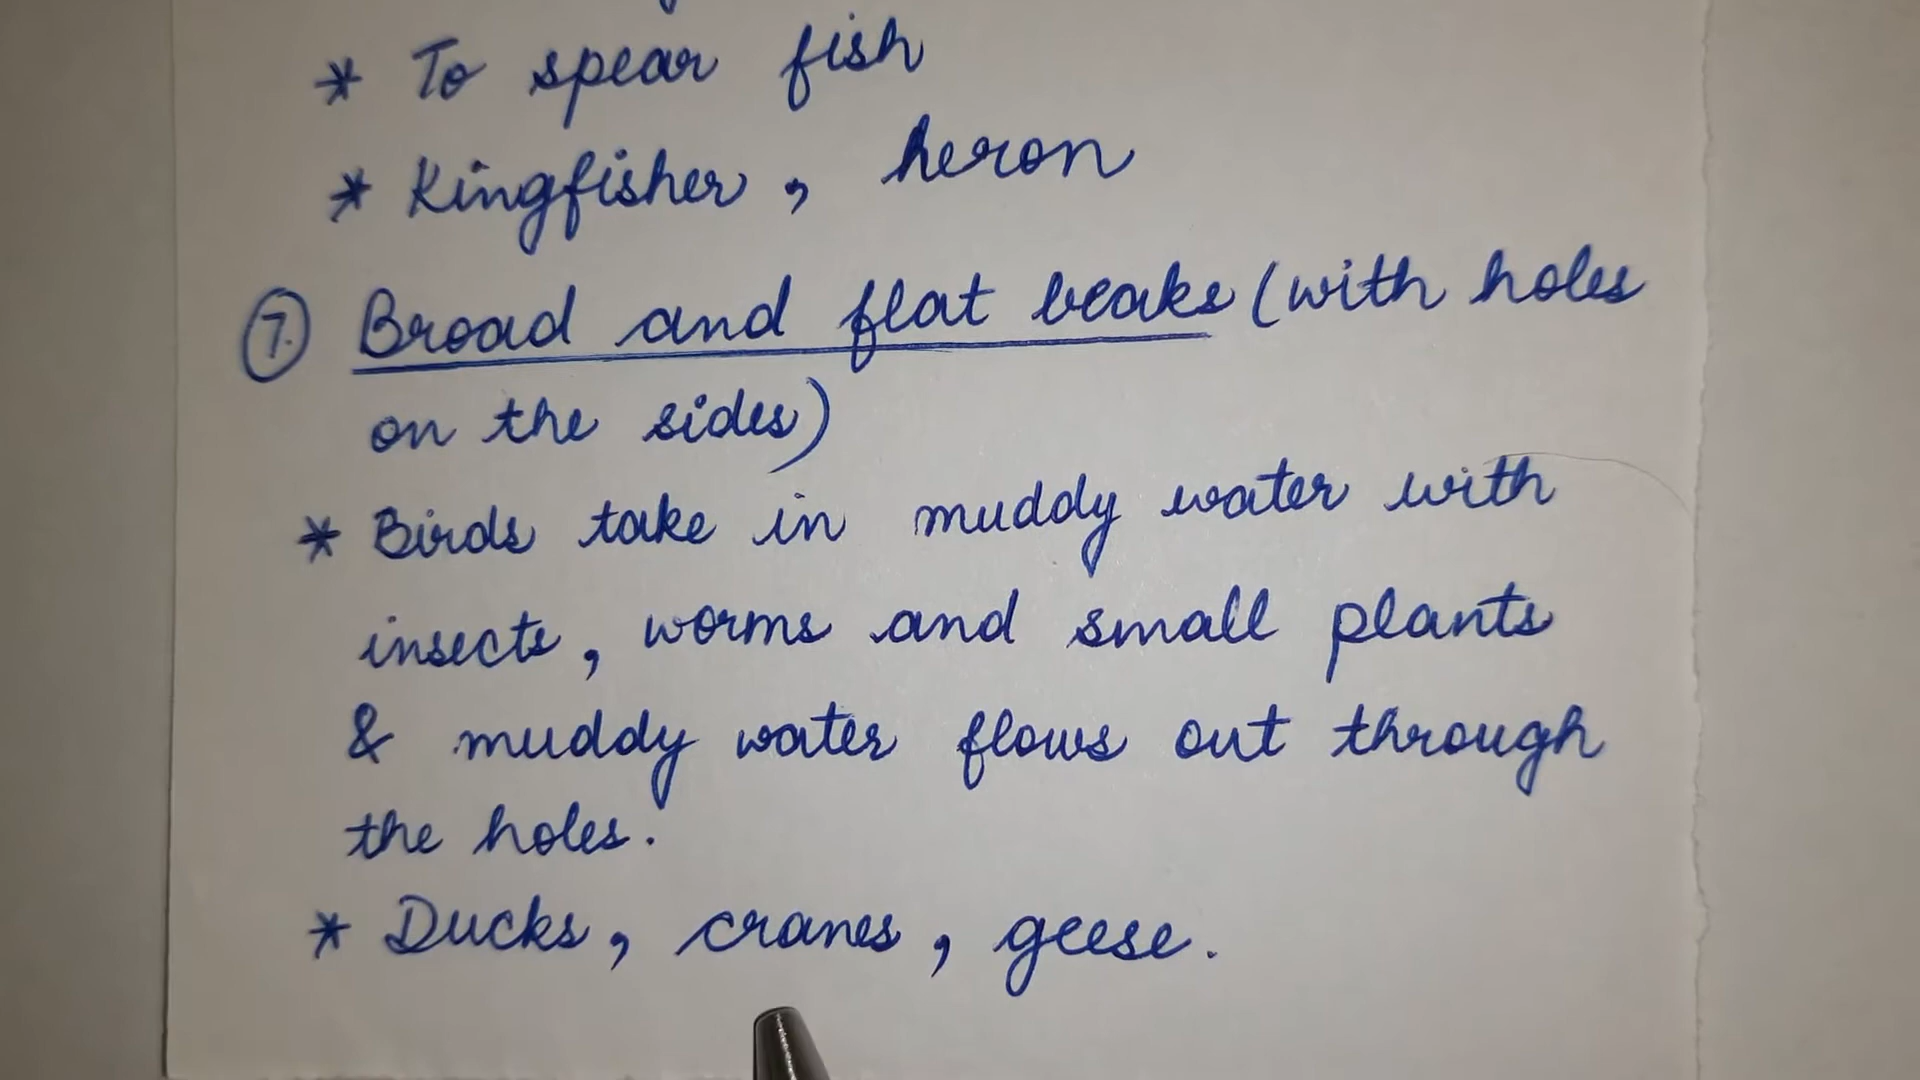 * To spear fish
* Kingfisher, heron
7. Broad and flat beaks (with holes
on the sides)
* Birds take in muddy water with
insects, worms and small plants
& muddy water flows out through
the holes.
* Ducks, cranes, geese.